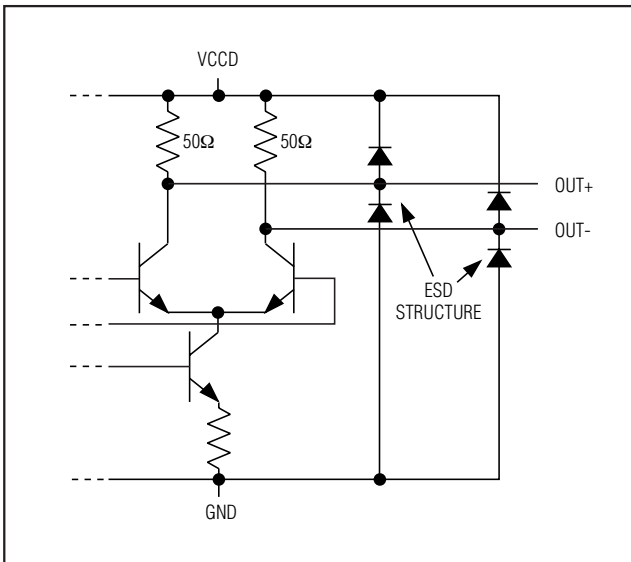 VCCD
50Ω
50Ω
OUT+
OUT-
ESD
STRUCTURE
GND